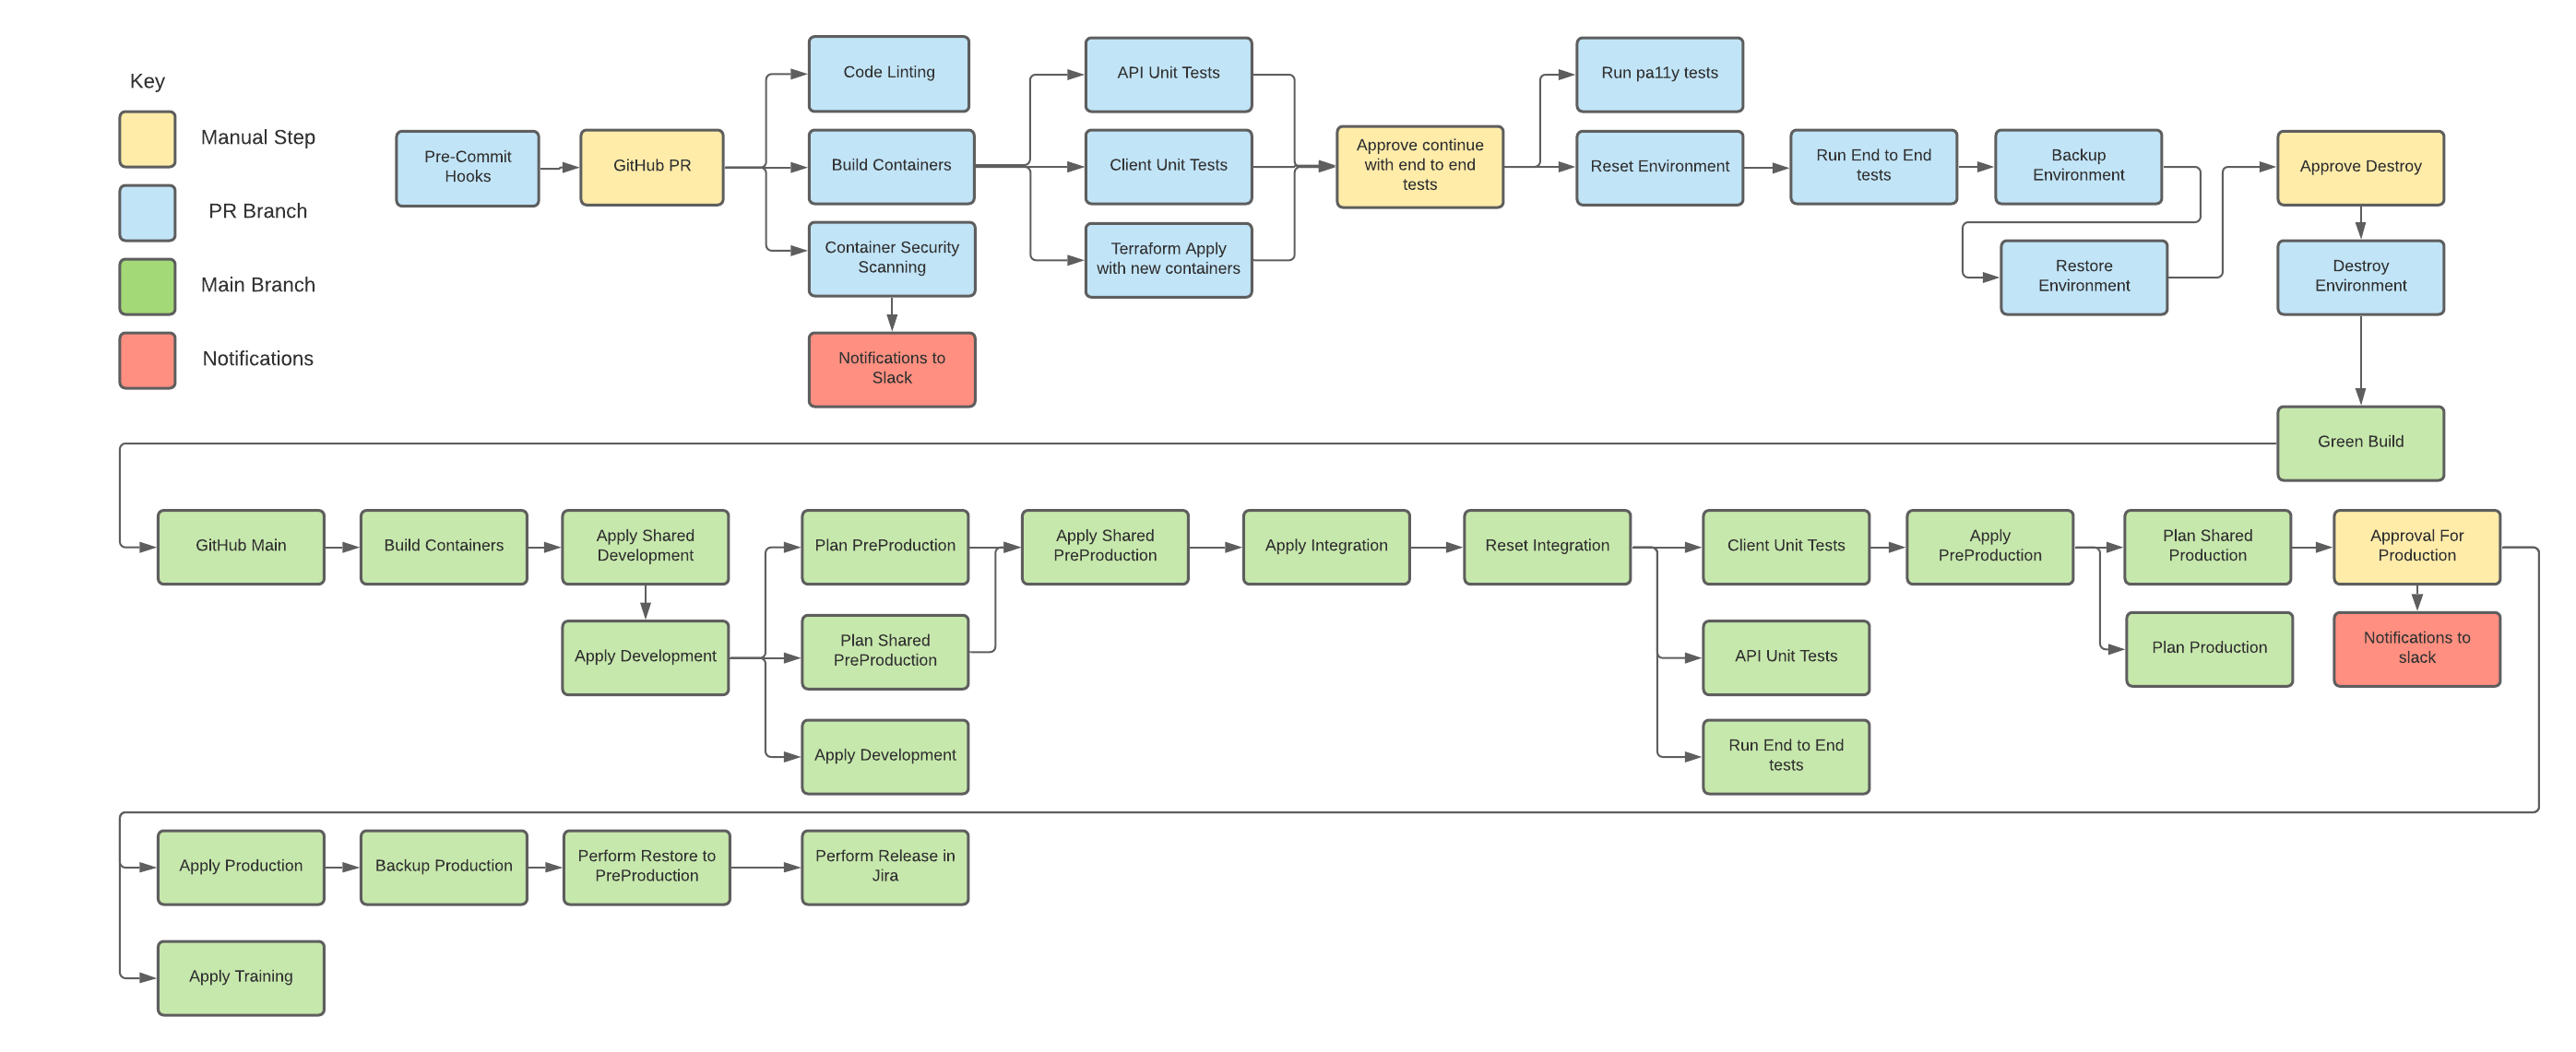 Key
Manual Step
PR Branch
Main Branch
Notifications
Pre-Commit
Hooks
GitHub PR
Code Linting
Build Containers
Container Security
Scanning
Notifications to
Slack
API Unit Tests
Client Unit Tests
Terraform Apply
with new containers
Approve continue
with end to end
tests
Run pa11y tests
Reset Environment
Run End to End
tests
Backup
Environment
Restore
Environment
Approve Destroy
Destroy
Environment
Green Build
GitHub Main
Build Containers
Apply Shared
Development
Apply Development
Plan PreProduction
Plan Shared
PreProduction
Apply Development
Apply Shared
PreProduction
Apply Integration
Reset Integration
Client Unit Tests
API Unit Tests
Run End to End
tests
Apply
PreProduction
Plan Shared
Production
Plan Production
Approval For
Production
Notifications to
slack
Apply Production
Backup Production
Perform Restore to
PreProduction
Perform Release in
Jira
Apply Training